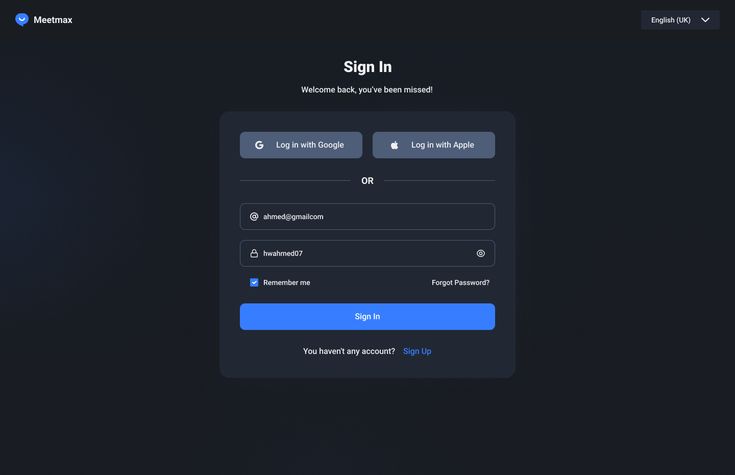 Meetmax
English (UK)
Sign In
Welcome back, you've been missed!
Log in with Google
Log in with Apple
OR
ahmed@gmailcom
hwahmed07
Remember me
Forgot Password?
Sign In
You haven't any account? Sign Up